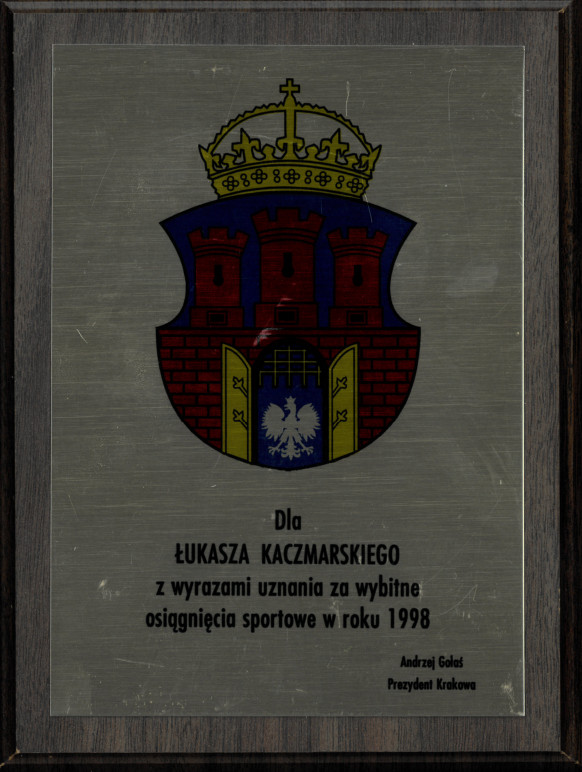 Dla
ŁUKASZA KACZMARSKIEGO
z wyrazami uznania za wybitne
osiągnięcia sportowe w roku 1998
Andrzej Gołaś
Prezydent Krakowa